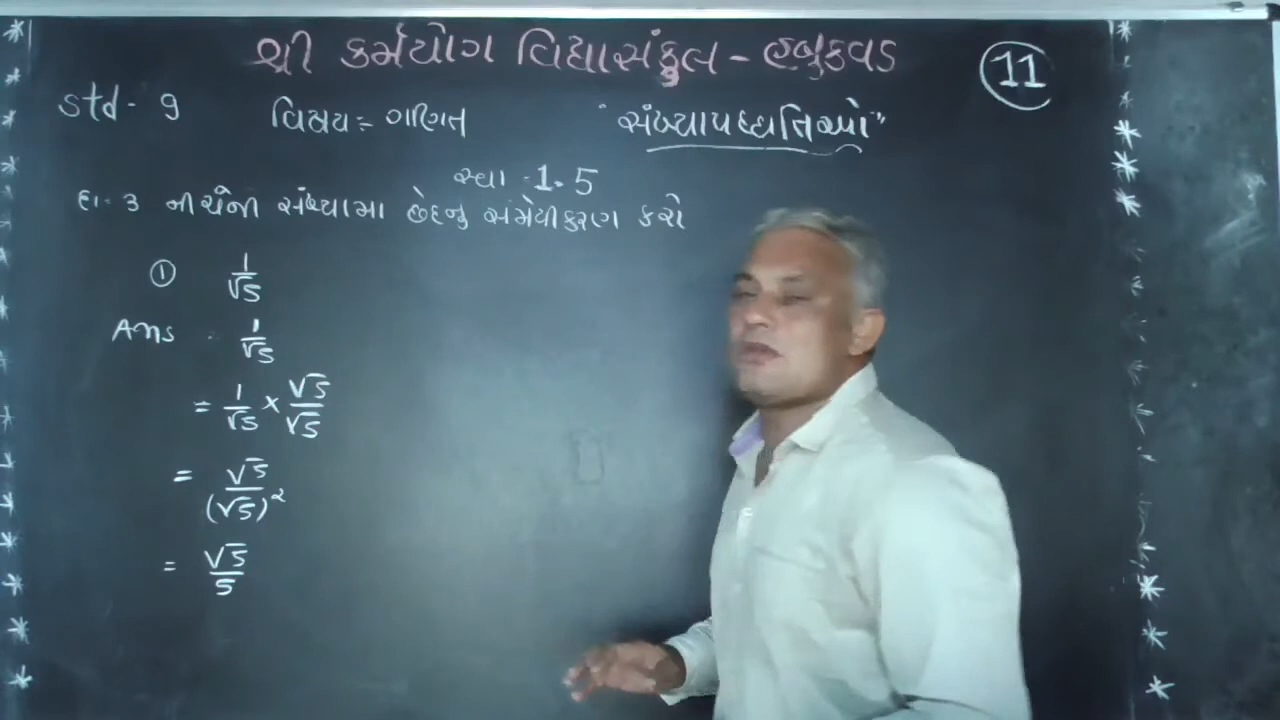 શ્રી કર્મયોગ વિદ્યાસંકુલ - હબુકવડ
11
std - 9 વિષય:- ગણિત "સંખ્યાપદ્ધતિઓ"
સ્વા - 1.5
દા. 3 નીચેની સંખ્યામા છેદનુ સંમેયીકરણ કરો
① 1/√5
Ans 1/√5
= 1/√5 × √5/√5
= √5/(√5)²
= √5/5